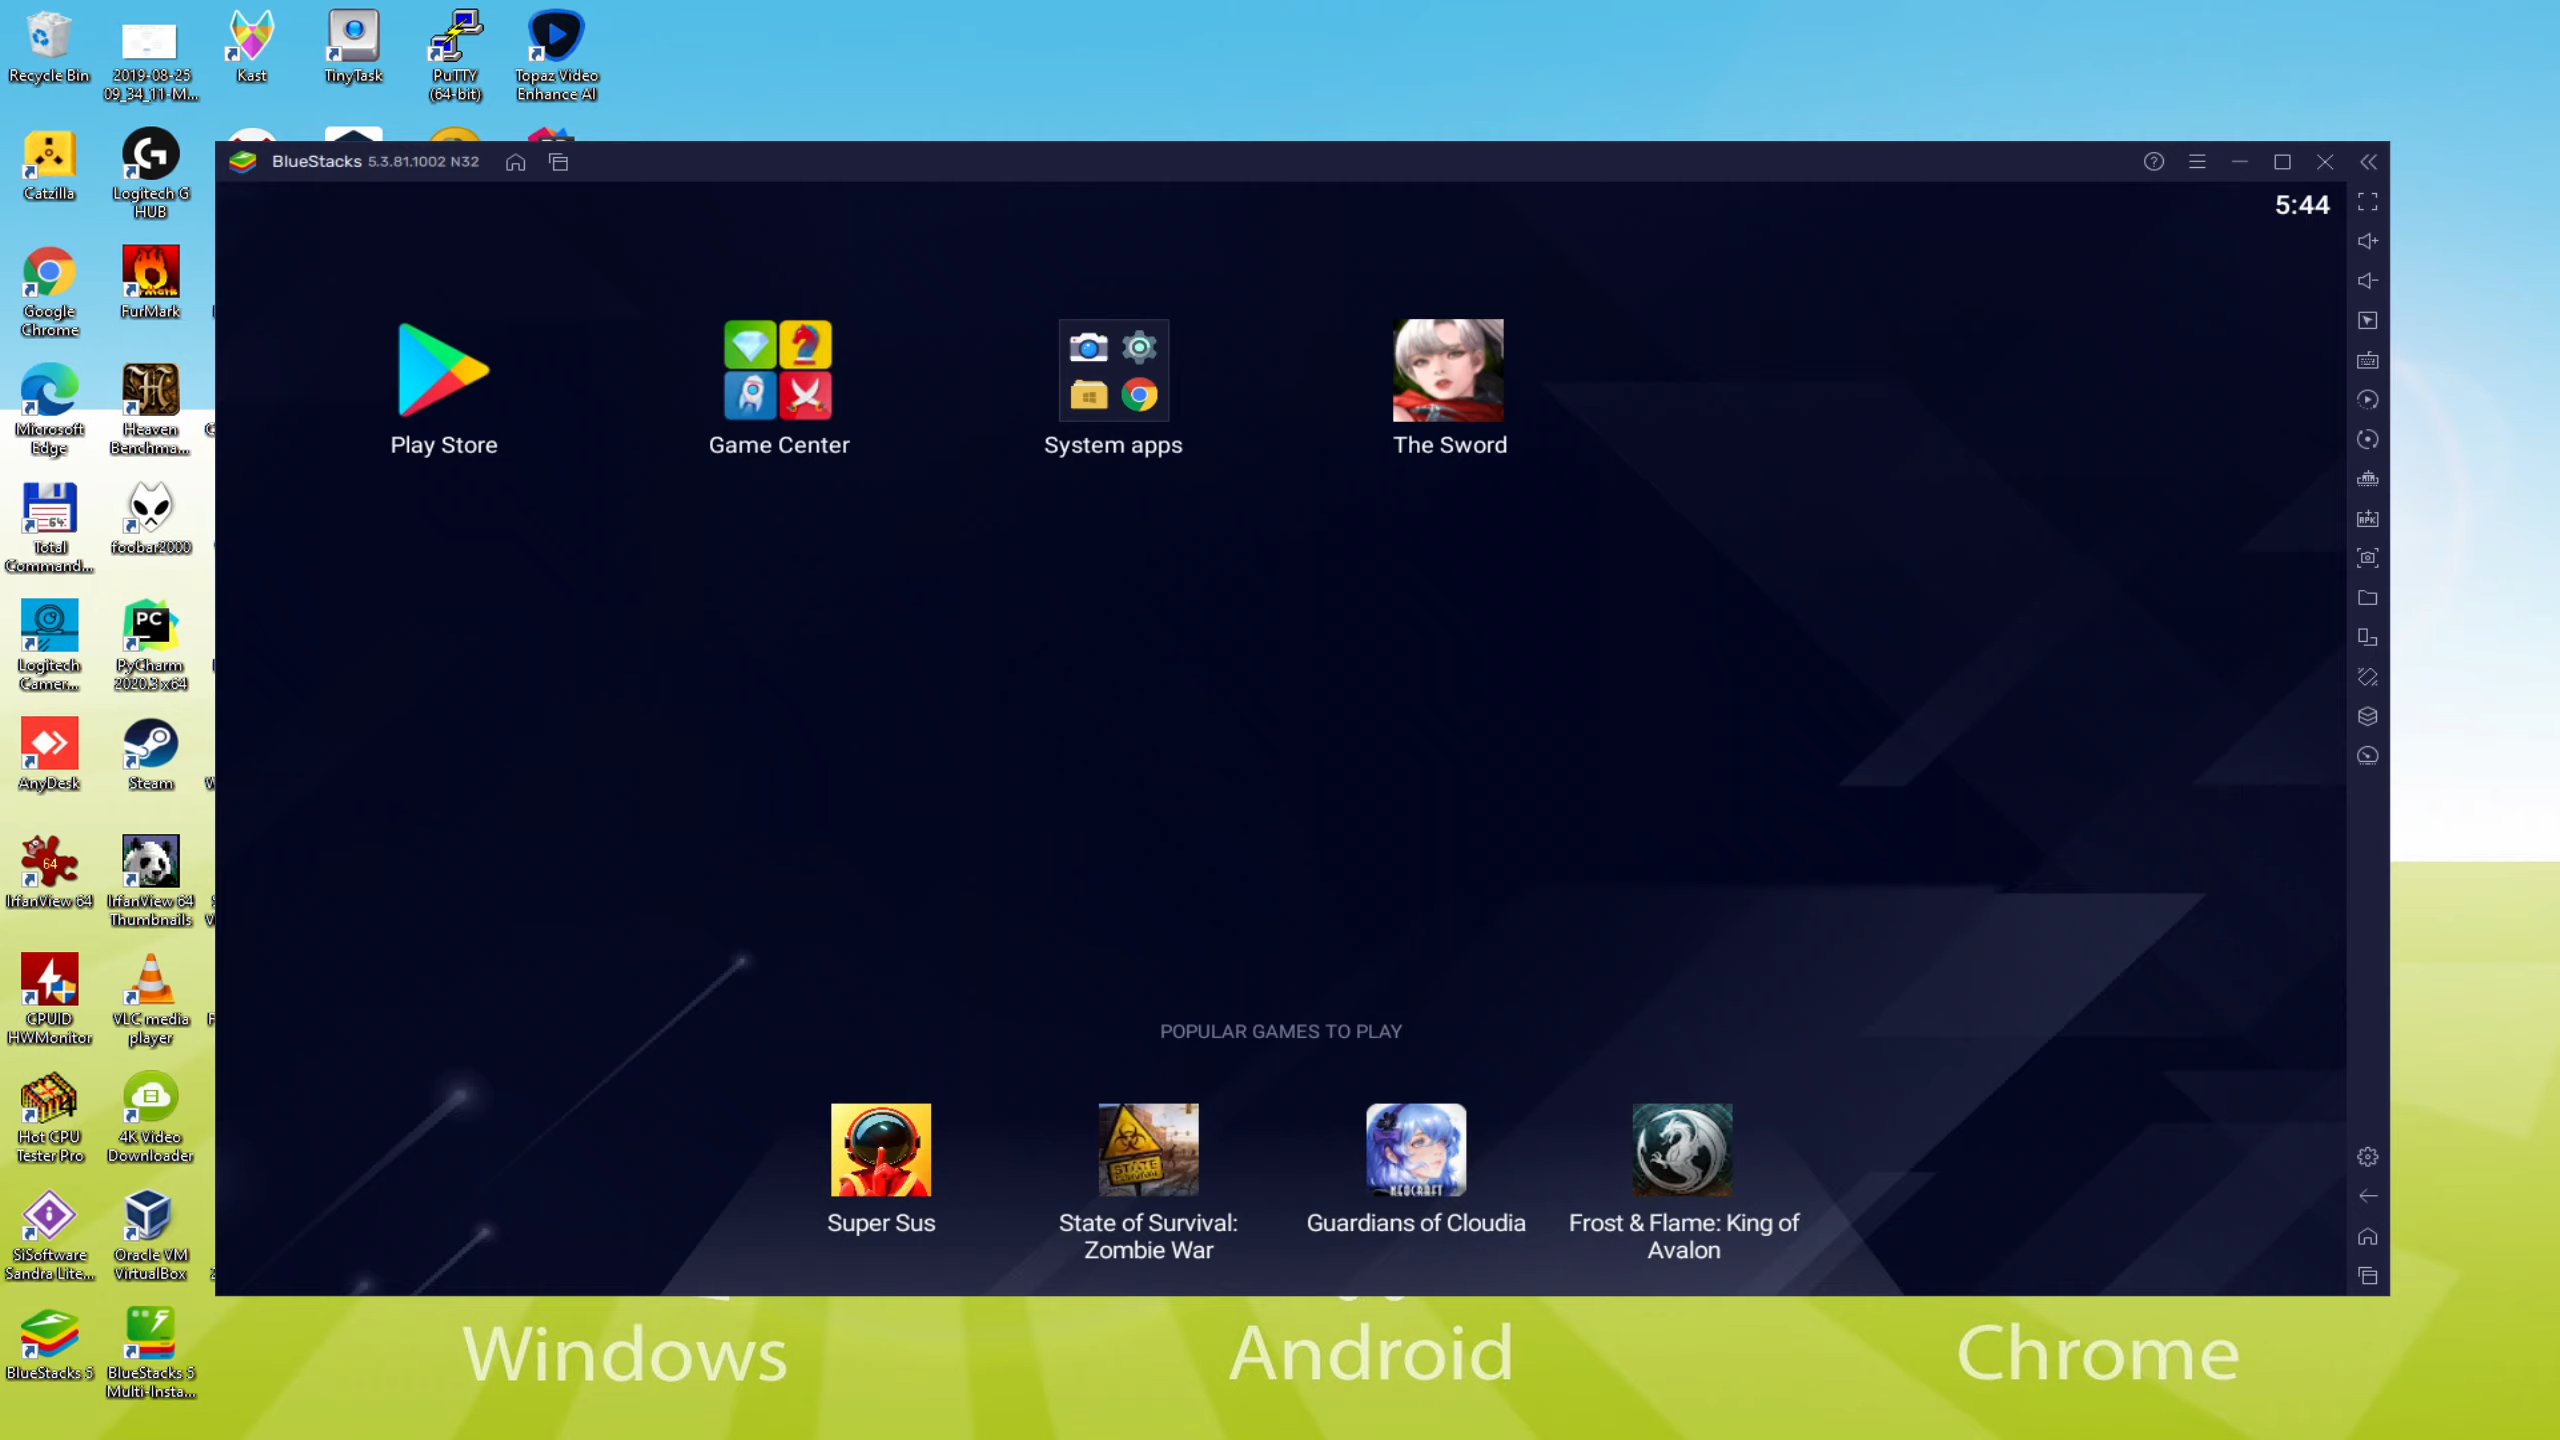 Recycle Bin
2019-08-25
09_34_11-M...
Kast
TinyTask
PuTTY
(64-bit)
Topaz Video
Enhance AI
Catzilla
Logitech G
HUB
Google
Chrome
FurMark
Microsoft
Edge
Heaven
Benchma...
Total
Command...
foobar2000
Logitech
Camer...
PyCharm
2020.3 x64
AnyDesk
Steam
IrfanView 64
IrfanView 64
Thumbnails
CPUID
HWMonitor
VLC media
player
Hot CPU
Tester Pro
4K Video
Downloader
SiSoftware
Sandra Lite...
Oracle VM
VirtualBox
BlueStacks 5
BlueStacks 5
Multi-Insta...
BlueStacks 5.3.81.1002 N32
5:44
Play Store
Game Center
System apps
The Sword
POPULAR GAMES TO PLAY
Super Sus
State of Survival:
Zombie War
Guardians of Cloudia
Frost & Flame: King of
Avalon
Windows
Android
Chrome